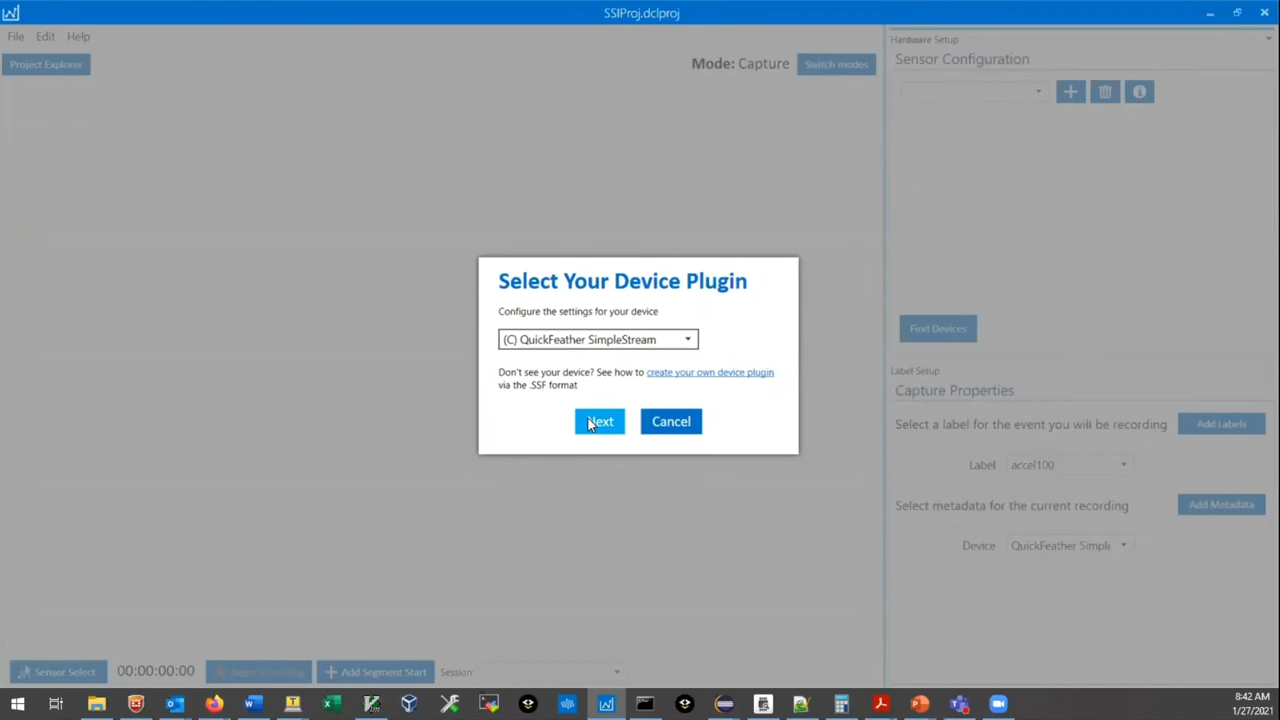 SSIProj.dclproj
File Edit Help
Hardware Setup
Project Explorer
Mode: Capture
Switch modes
Sensor Configuration
Select Your Device Plugin
Configure the settings for your device
(C) QuickFeather SimpleStream
Don't see your device? See how to create your own device plugin
via the .SSF format
Next
Cancel
Find Devices
Label Setup
Capture Properties
Select a label for the event you will be recording
Add Labels
Label accel100
Select metadata for the current recording
Add Metadata
Device QuickFeather Simple
Sensor Select
00:00:00:00
Add Segment Start
Session:
8:42 AM
1/27/2021